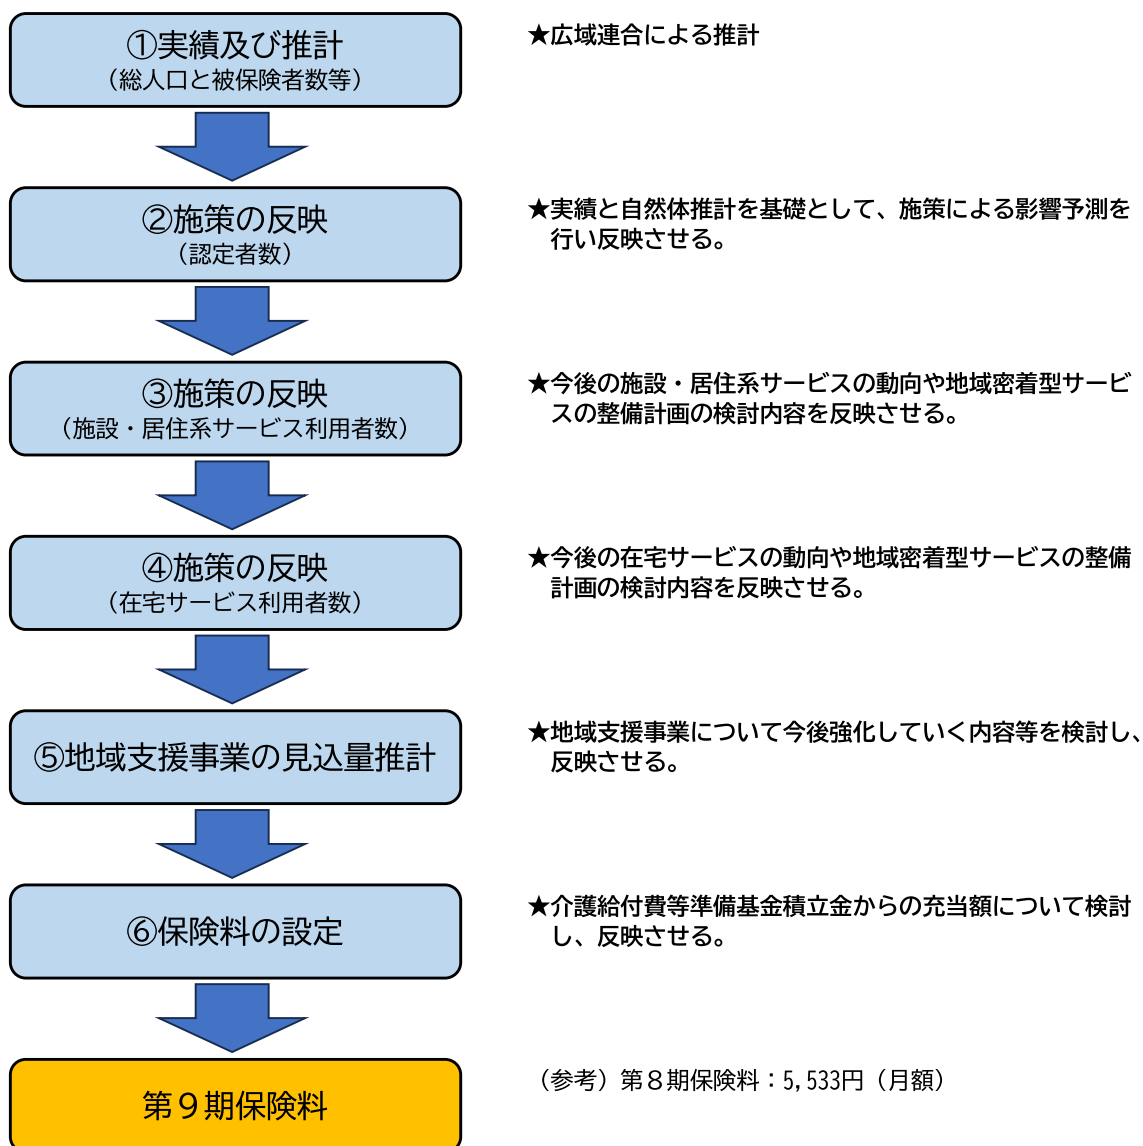 ①実績及び推計
（総人口と被保険者数等）
★広域連合による推計
②施策の反映
（認定者数）
★実績と自然体推計を基礎として、施策による影響予測を
行い反映させる。
③施策の反映
（施設・居住系サービス利用者数）
★今後の施設・居住系サービスの動向や地域密着型サービ
スの整備計画の検討内容を反映させる。
④施策の反映
（在宅サービス利用者数）
★今後の在宅サービスの動向や地域密着型サービスの整備
計画の検討内容を反映させる。
⑤地域支援事業の見込量推計
★地域支援事業について今後強化していく内容等を検討し、
反映させる。
⑥保険料の設定
★介護給付費等準備基金積立金からの充当額について検討
し、反映させる。
第９期保険料
（参考）第８期保険料：5,533円（月額）